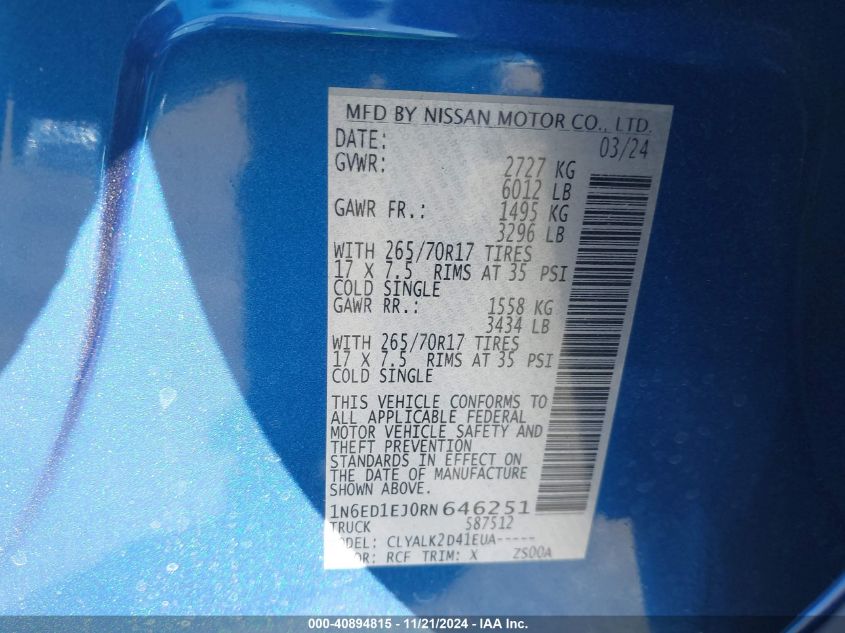 MFD BY NISSAN MOTOR CO., LTD.
DATE: 03/24
GVWR: 2727 KG
6012 LB
GAWR FR.: 1495 KG
3296 LB
WITH 265/70R17 TIRES
17 X 7.5 RIMS AT 35 PSI
COLD SINGLE
GAWR RR.: 1558 KG
3434 LB
WITH 265/70R17 TIRES
17 X 7.5 RIMS AT 35 PSI
COLD SINGLE
THIS VEHICLE CONFORMS TO
ALL APPLICABLE FEDERAL
MOTOR VEHICLE SAFETY AND
THEFT PREVENTION
STANDARDS IN EFFECT ON
THE DATE OF MANUFACTURE
SHOWN ABOVE.
1N6ED1EJ0RN646251
TRUCK 587512
MODEL: CLYALK2D41EUA-----
OR: RCF TRIM: X ZS00A
000-40894815 - 11/21/2024 - IAA Inc.